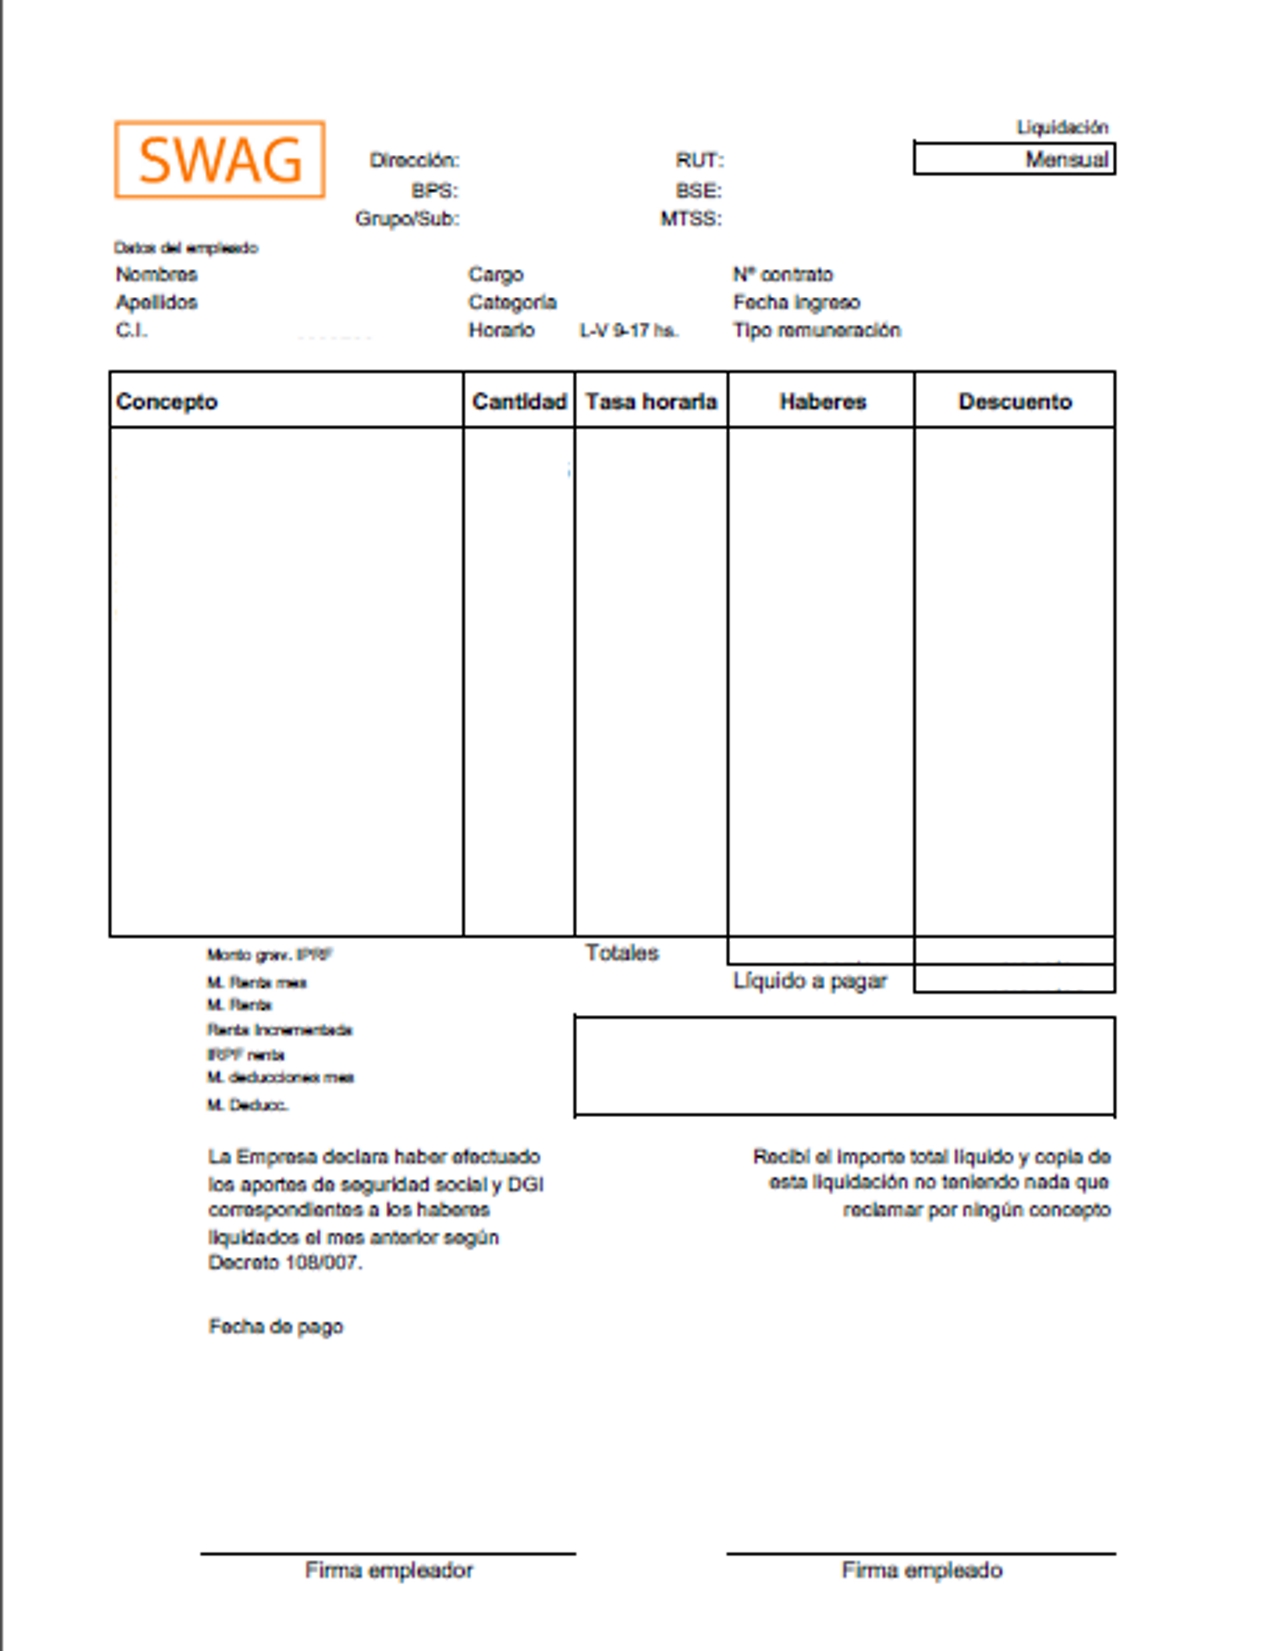 SWAG
Liquidación
Dirección: RUT: Mensual
BPS: BSE:
Grupo/Sub: MTSS:
Datos del empleado
Nombres Cargo Nº contrato
Apellidos Categoría Fecha ingreso
C.I. Horario L-V 9-17 hs. Tipo remuneración
Concepto Cantidad Tasa horaria Haberes Descuento
Monto grav. IPRF Totales
M. Renta mes Líquido a pagar
M. Renta
Renta Incrementada
IRPF renta
M. deducciones mes
M. Deducc.
La Empresa declara haber efectuado
los aportes de seguridad social y DGI
correspondientes a los haberes
liquidados el mes anterior según
Decreto 108/007.
Recibí el importe total líquido y copia de
esta liquidación no teniendo nada que
reclamar por ningún concepto
Fecha de pago
Firma empleador Firma empleado